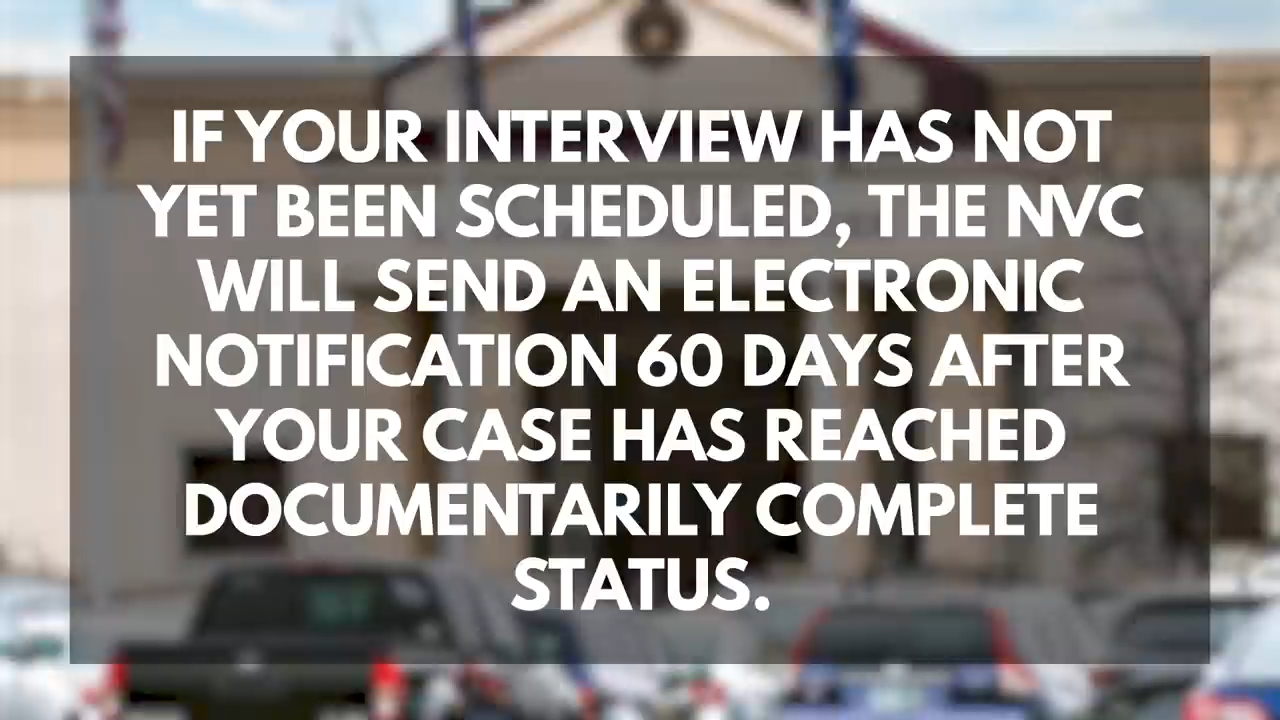 IF YOUR INTERVIEW HAS NOT
YET BEEN SCHEDULED, THE NVC
WILL SEND AN ELECTRONIC
NOTIFICATION 60 DAYS AFTER
YOUR CASE HAS REACHED
DOCUMENTARILY COMPLETE
STATUS.